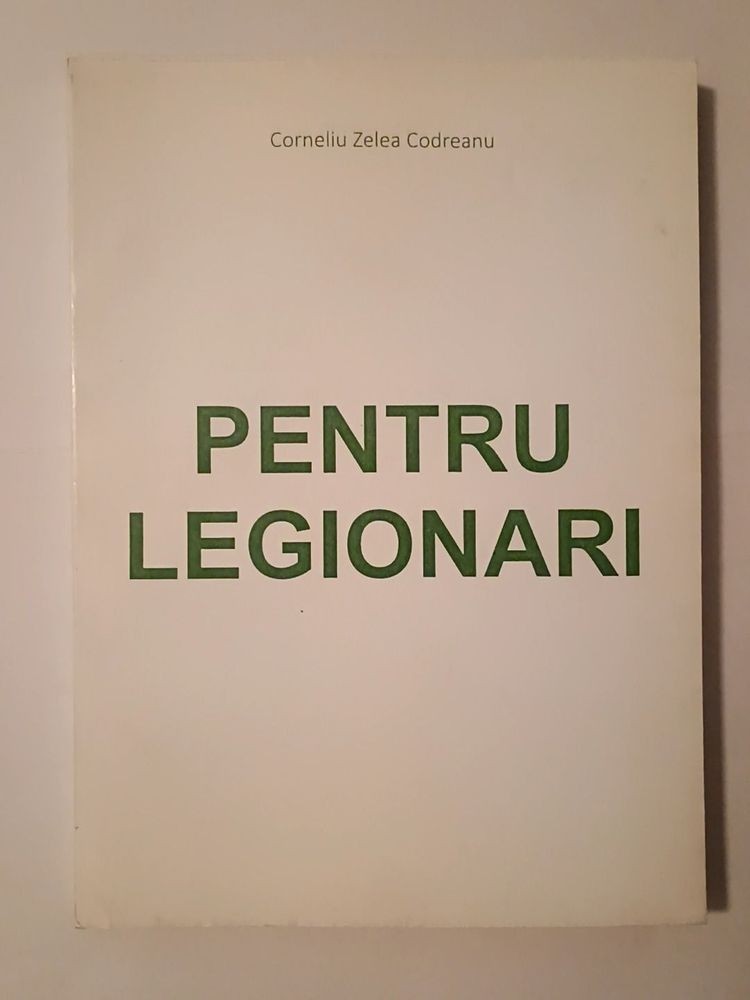 Corneliu Zelea Codreanu
PENTRU
LEGIONARI